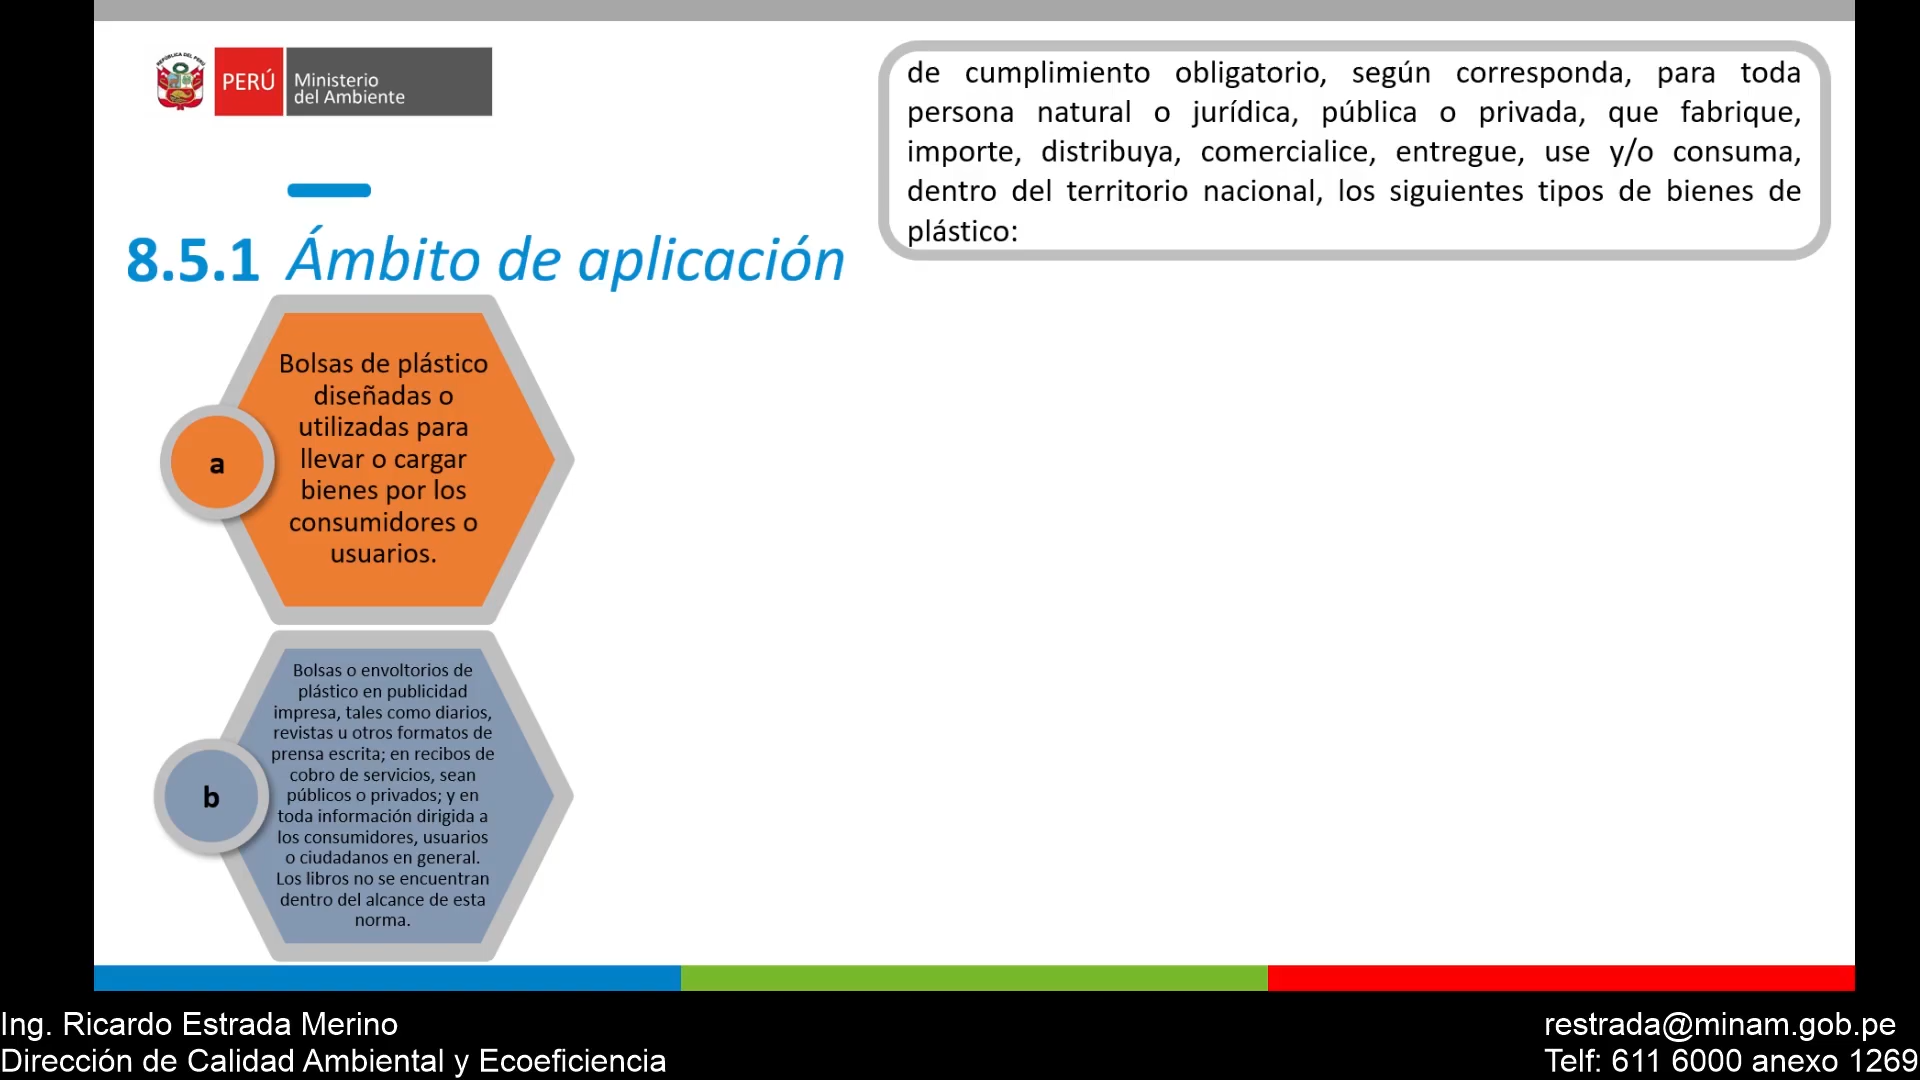 REPÚBLICA DEL PERÚ
PERÚ
Ministerio
del Ambiente
de cumplimiento obligatorio, según corresponda, para toda
persona natural o jurídica, pública o privada, que fabrique,
importe, distribuya, comercialice, entregue, use y/o consuma,
dentro del territorio nacional, los siguientes tipos de bienes de
plástico:
8.5.1 Ámbito de aplicación
a
Bolsas de plástico
diseñadas o
utilizadas para
llevar o cargar
bienes por los
consumidores o
usuarios.
b
Bolsas o envoltorios de
plástico en publicidad
impresa, tales como diarios,
revistas u otros formatos de
prensa escrita; en recibos de
cobro de servicios, sean
públicos o privados; y en
toda información dirigida a
los consumidores, usuarios
o ciudadanos en general.
Los libros no se encuentran
dentro del alcance de esta
norma.
Ing. Ricardo Estrada Merino
Dirección de Calidad Ambiental y Ecoeficiencia
restrada@minam.gob.pe
Telf: 611 6000 anexo 1269